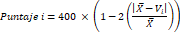 Puntaje i = 400 × (1 − 2 (|X̄ − Vᵢ| / X̄))